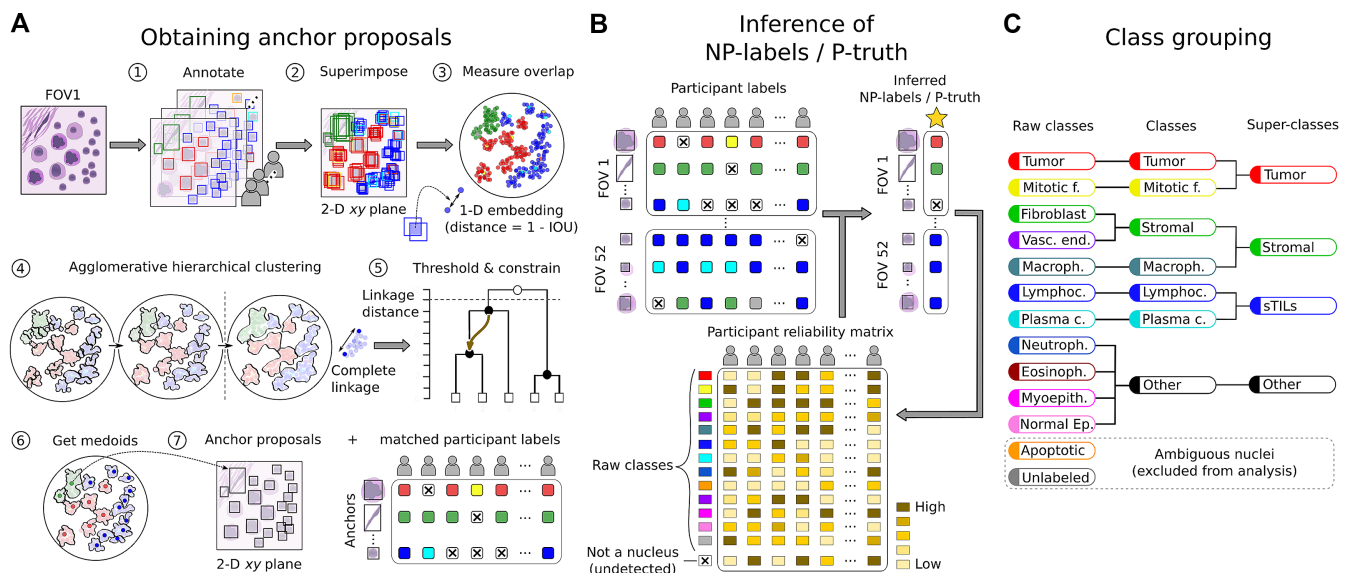 A
Obtaining anchor proposals
1
Annotate
2
Superimpose
3
Measure overlap
FOV1
2-D xy plane
1-D embedding
(distance = 1 - IOU)
4
Agglomerative hierarchical clustering
5
Threshold & constrain
Linkage
distance
Complete
linkage
6
Get medoids
7
Anchor proposals
+ matched participant labels
Anchors
...
2-D xy plane
B
Inference of
NP-labels / P-truth
Participant labels
Inferred
NP-labels / P-truth
FOV 1
FOV 1
FOV 52
FOV 52
Participant reliability matrix
Raw classes
High
Low
Not a nucleus
(undetected)
C
Class grouping
Raw classes
Classes
Super-classes
Tumor
Tumor
Tumor
Mitotic f.
Mitotic f.
Fibroblast
Stromal
Vasc. end.
Stromal
Macroph.
Macroph.
Lymphoc.
Lymphoc.
sTILs
Plasma c.
Plasma c.
Neutroph.
Eosinoph.
Other
Other
Myoepith.
Normal Ep.
Apoptotic
Unlabeled
Ambiguous nuclei
(excluded from analysis)